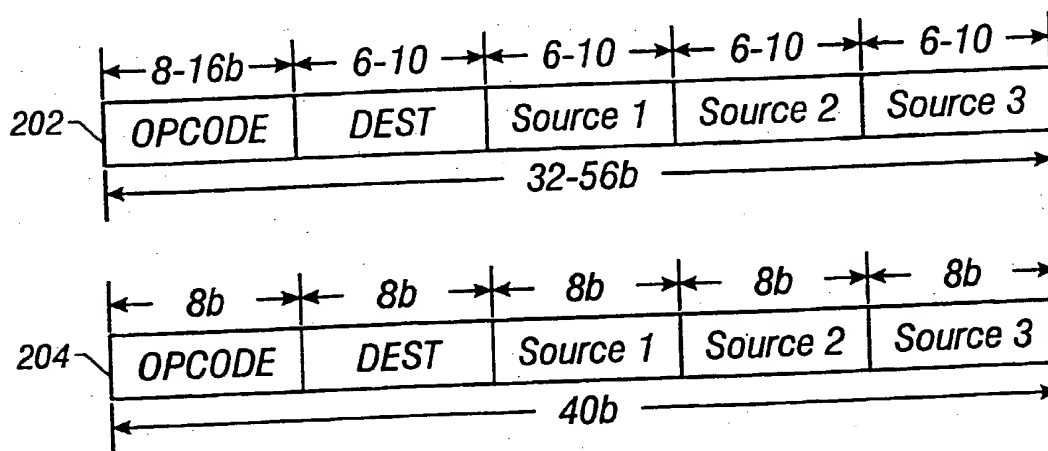 8-16b 6-10 6-10 6-10 6-10
202 OPCODE DEST Source 1 Source 2 Source 3
32-56b
8b 8b 8b 8b 8b
204 OPCODE DEST Source 1 Source 2 Source 3
40b